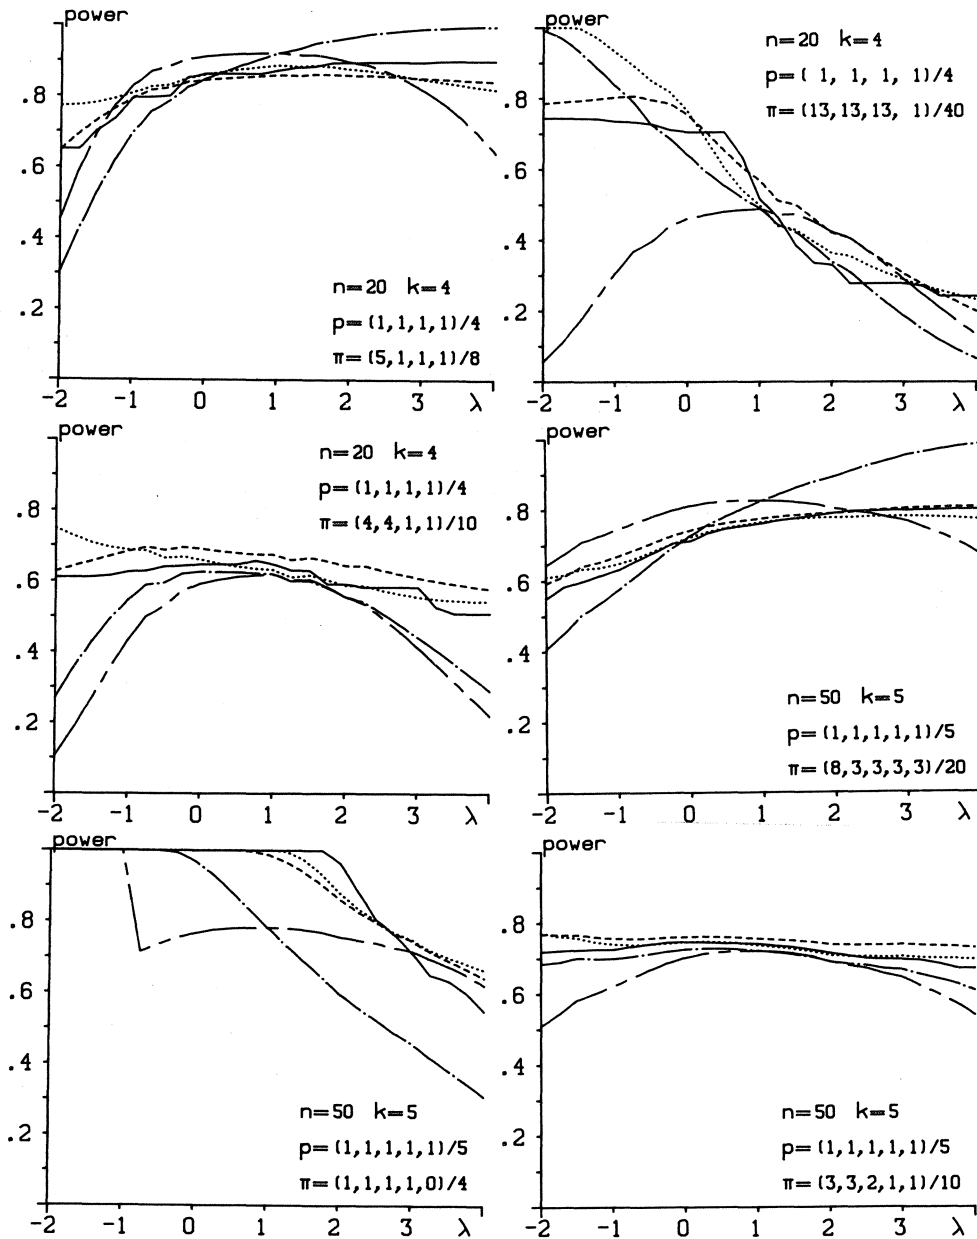 power
.8
.6
.4
.2
n=20 k=4
p=(1,1,1,1)/4
π=(5,1,1,1)/8
-2 -1 0 1 2 3 λ
power
n=20 k=4
p=( 1, 1, 1, 1)/4
π=(13,13,13, 1)/40
.8
.6
.4
.2
-2 -1 0 1 2 3 λ
power
n=20 k=4
p=(1,1,1,1)/4
π=(4,4,1,1)/10
.8
.6
.4
.2
-2 -1 0 1 2 3 λ
power
.8
.6
.4
.2
n=50 k=5
p=(1,1,1,1,1)/5
π=(8,3,3,3,3)/20
-2 -1 0 1 2 3 λ
power
.8
.6
.4
.2
n=50 k=5
p=(1,1,1,1,1)/5
π=(1,1,1,1,0)/4
-2 -1 0 1 2 3 λ
power
.8
.6
.4
.2
n=50 k=5
p=(1,1,1,1,1)/5
π=(3,3,2,1,1)/10
-2 -1 0 1 2 3 λ